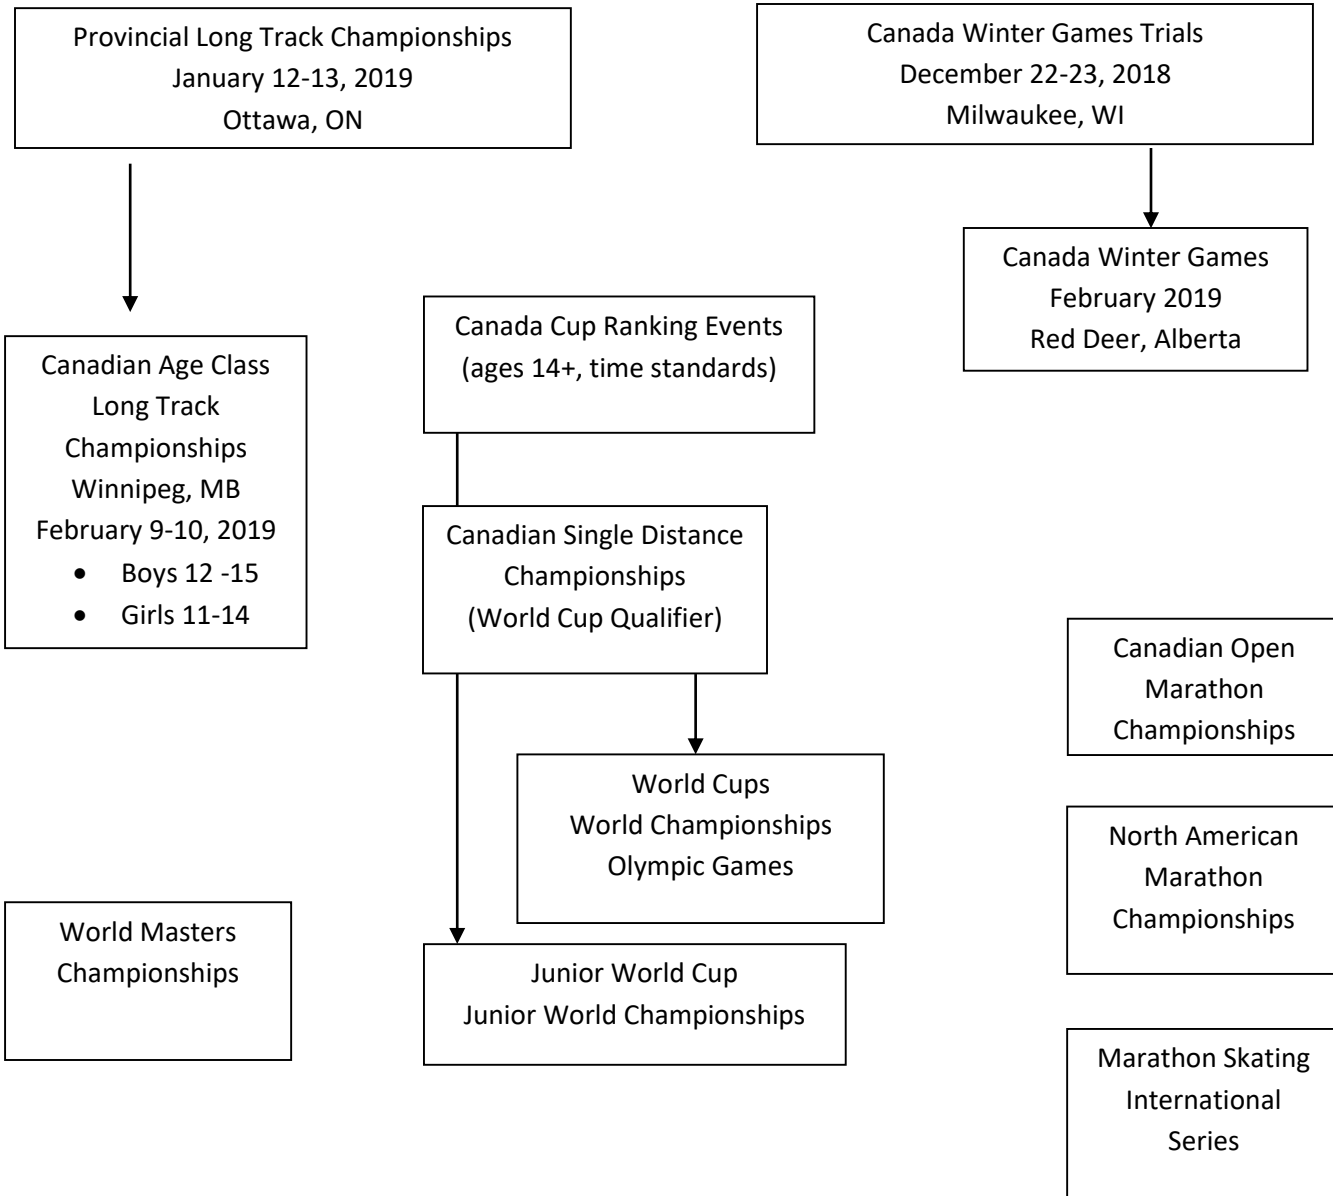 Provincial Long Track Championships
January 12-13, 2019
Ottawa, ON
Canada Winter Games Trials
December 22-23, 2018
Milwaukee, WI
Canada Winter Games
February 2019
Red Deer, Alberta
Canada Cup Ranking Events
(ages 14+, time standards)
Canadian Age Class
Long Track
Championships
Winnipeg, MB
February 9-10, 2019
• Boys 12 -15
• Girls 11-14
Canadian Single Distance
Championships
(World Cup Qualifier)
Canadian Open
Marathon
Championships
World Cups
World Championships
Olympic Games
North American
Marathon
Championships
World Masters
Championships
Junior World Cup
Junior World Championships
Marathon Skating
International
Series